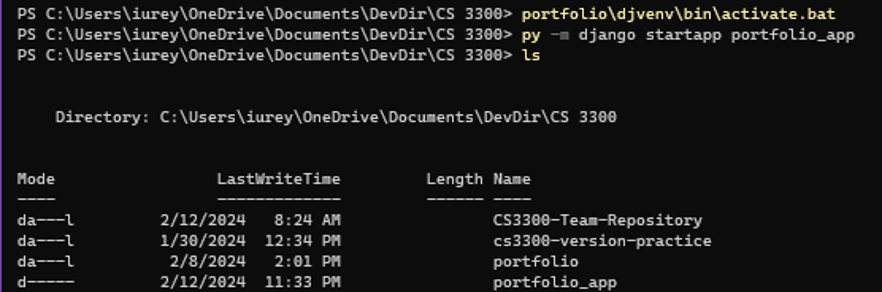 PS C:\Users\iurey\OneDrive\Documents\DevDir\CS 3300> portfolio\djvenv\bin\activate.bat
PS C:\Users\iurey\OneDrive\Documents\DevDir\CS 3300> py -m django startapp portfolio_app
PS C:\Users\iurey\OneDrive\Documents\DevDir\CS 3300> ls
Directory: C:\Users\iurey\OneDrive\Documents\DevDir\CS 3300
Mode LastWriteTime Length Name
---- ------------- ------ ----
da---l 2/12/2024 8:24 AM CS3300-Team-Repository
da---l 1/30/2024 12:34 PM cs3300-version-practice
da---l 2/8/2024 2:01 PM portfolio
d----- 2/12/2024 11:33 PM portfolio_app